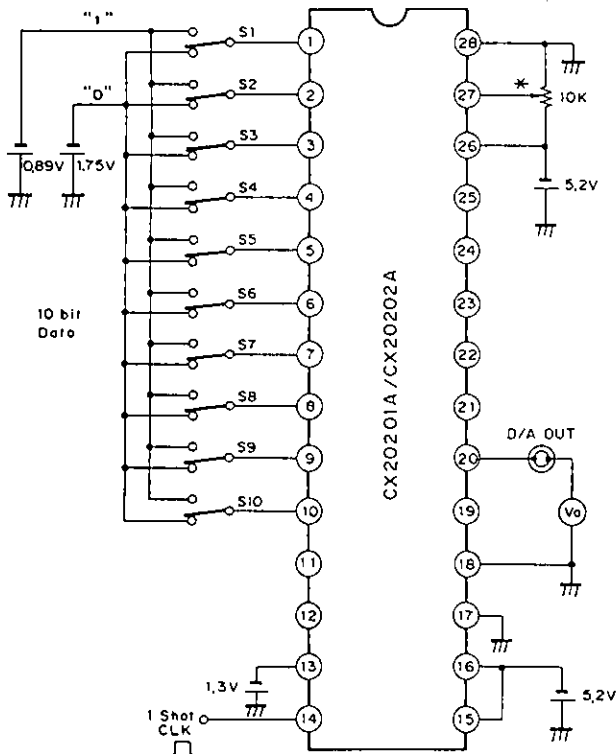 "1"
"0"
0,89V
1,75V
10 bit
Data
S1
S2
S3
S4
S5
S6
S7
S8
S9
S10
1
2
3
4
5
6
7
8
9
10
11
12
13
14
1,3V
1 Shot
CLK
CX20201A/CX20202A
28
27
26
25
24
23
22
21
20
19
18
17
16
15
*
10K
5,2V
D/A OUT
Vo
5,2V